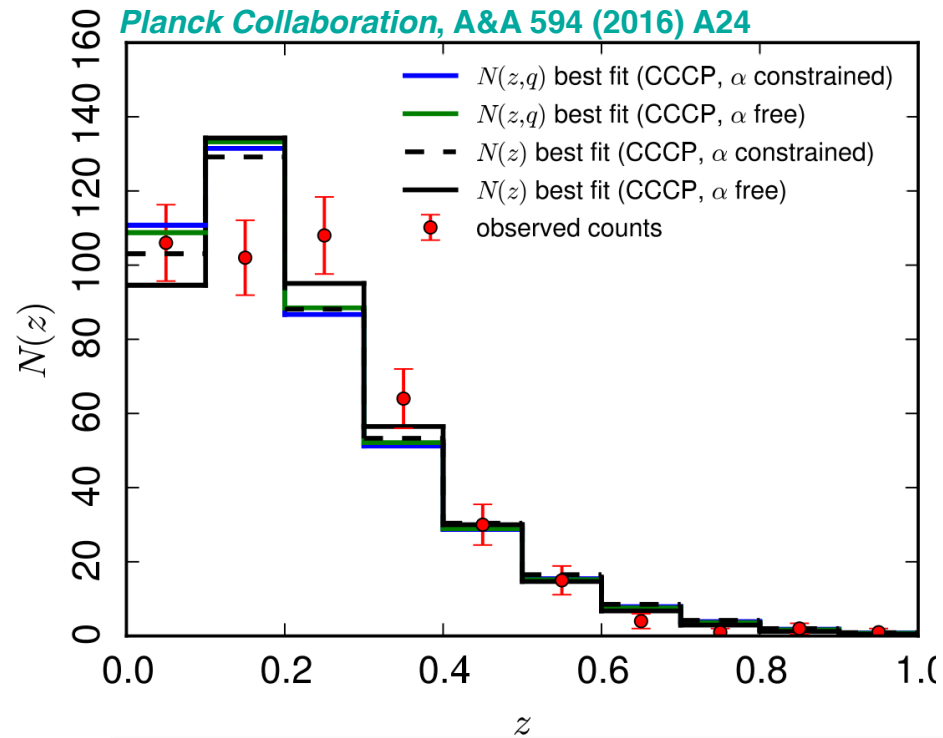 Planck Collaboration, A&A 594 (2016) A24
N(z,q) best fit (CCCP, α constrained)
N(z,q) best fit (CCCP, α free)
N(z) best fit (CCCP, α constrained)
N(z) best fit (CCCP, α free)
observed counts
N(z)
160
140
120
100
80
60
40
20
0
0.0 0.2 0.4 0.6 0.8 1.0
z